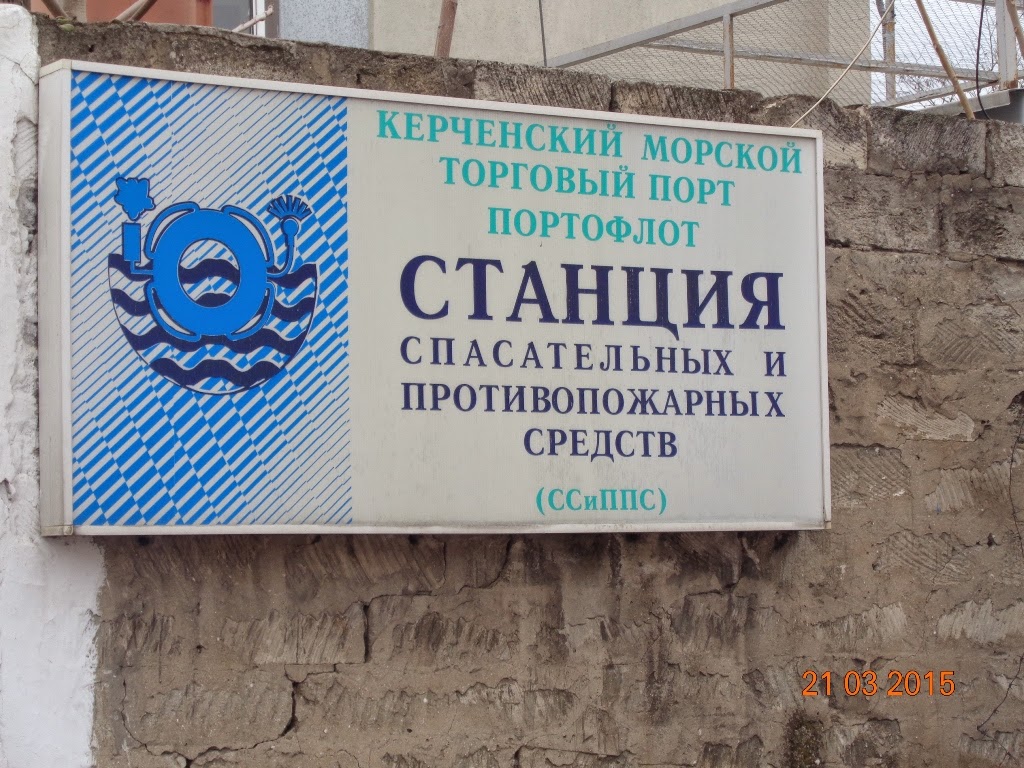 КЕРЧЕНСКИЙ МОРСКОЙ
ТОРГОВЫЙ ПОРТ
ПОРТОФЛОТ
СТАНЦИЯ
СПАСАТЕЛЬНЫХ И
ПРОТИВОПОЖАРНЫХ
СРЕДСТВ
(ССиППС)
21 03 2015